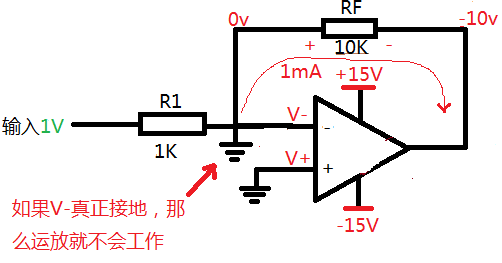 0v
RF
-10v
+
10K
-
1mA
+15V
R1
输入1V
1K
V-
-
V+
+
-15V
如果V-真正接地，那
么运放就不会工作